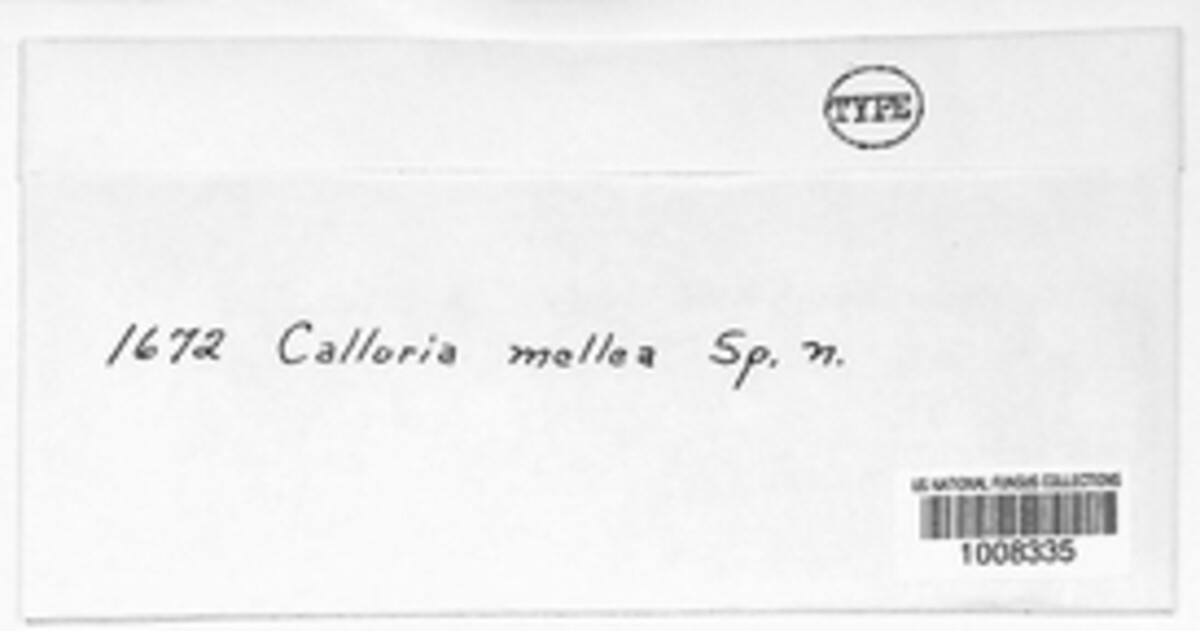 TYPE
1672 Calloria mellea Sp. n.
US NATIONAL FUNGUS COLLECTIONS
1008335